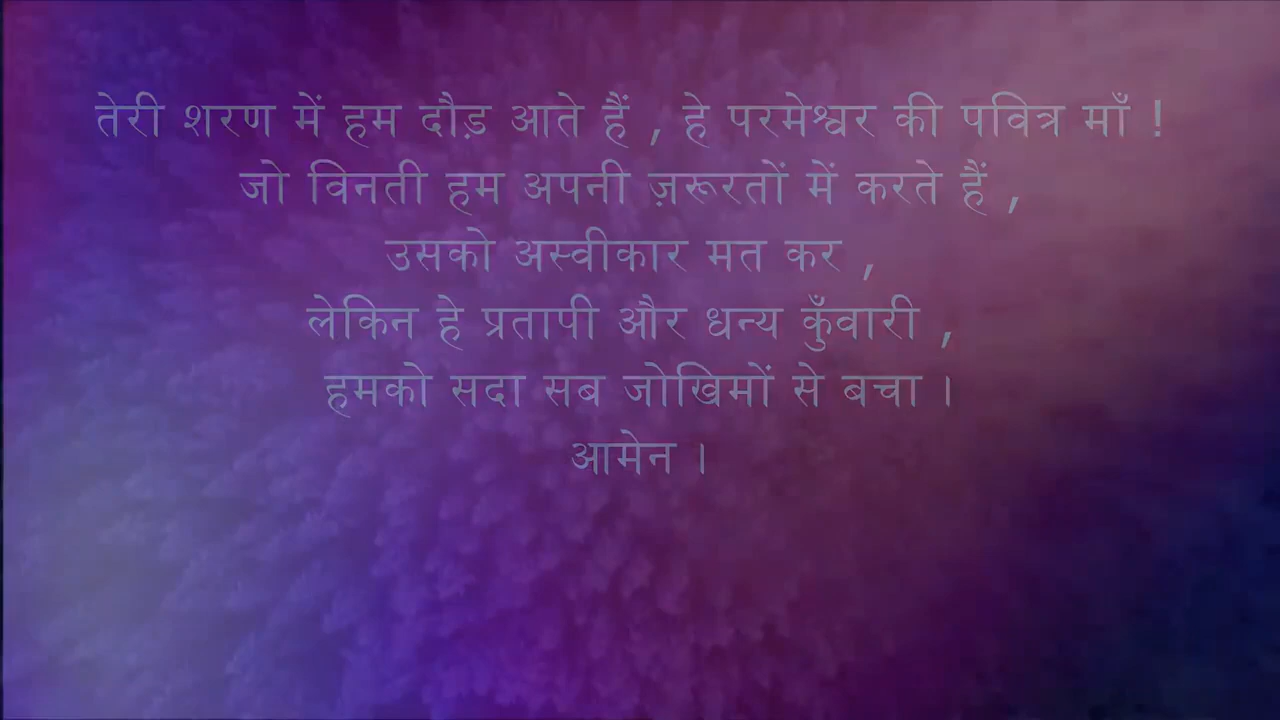 तेरी शरण में हम दौड़ आते हैं , हे परमेश्वर की पवित्र माँ !
जो विनती हम अपनी ज़रूरतों में करते हैं ,
उसको अस्वीकार मत कर ,
लेकिन हे प्रतापी और धन्य कुँवारी ,
हमको सदा सब जोखिमों से बचा ।
आमेन ।